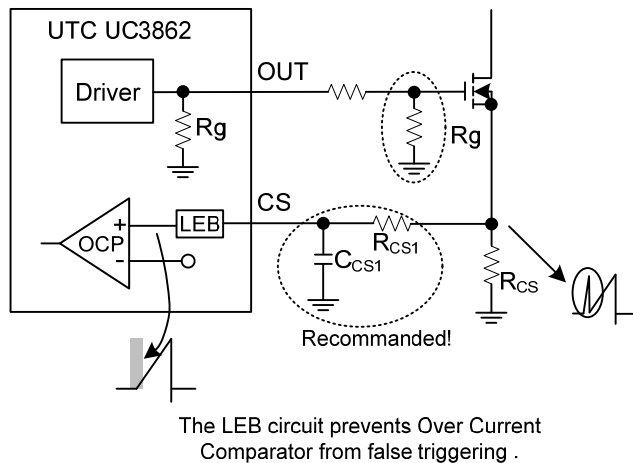 UTC UC3862
OUT
Driver
Rg
Rg
CS
LEB
+
OCP
-
RCS1
CCS1
RCS
Recommanded!
The LEB circuit prevents Over Current
Comparator from false triggering .